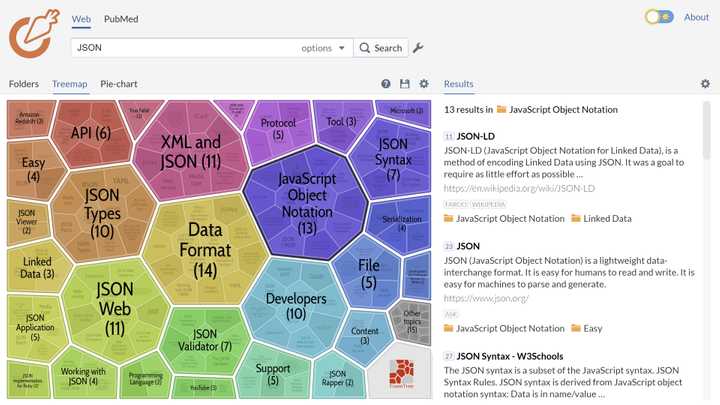 Web
PubMed
About
JSON
options
Search
Folders
Treemap
Pie-chart
Results
Amazon
Redshift (3)
API (6)
XML and
JSON (11)
Protocol
(5)
Tool (3)
Microsoft (2)
JSON
Syntax
(7)
Easy
(4)
JSON
Types
(10)
JavaScript
Object
Notation
(13)
Serialization
(4)
JSON
Viewer
(2)
Data
Format
(14)
Linked
Data (3)
JSON
Web
(11)
Developers
(10)
File
(5)
JSON
Application
(5)
JSON
Validator (7)
Content
(3)
Other
topics
(15)
Working with
JSON (4)
Programming
Language (2)
YouTube (3)
Support
(5)
JSON
Rapper (2)
FoamTree
13 results in JavaScript Object Notation
11 JSON-LD
JSON-LD (JavaScript Object Notation for Linked Data), is a
method of encoding Linked Data using JSON. It was a goal to
require as little effort as possible ...
https://en.wikipedia.org/wiki/JSON-LD
FAROO WIKIPEDIA
JavaScript Object Notation Linked Data
23 JSON
JSON (JavaScript Object Notation) is a lightweight data-
interchange format. It is easy for humans to read and write. It is
easy for machines to parse and generate.
https://www.json.org/
ASK
JavaScript Object Notation Easy
27 JSON Syntax - W3Schools
The JSON syntax is a subset of the JavaScript syntax. JSON
Syntax Rules. JSON syntax is derived from JavaScript object
notation syntax: Data is in name/value ...